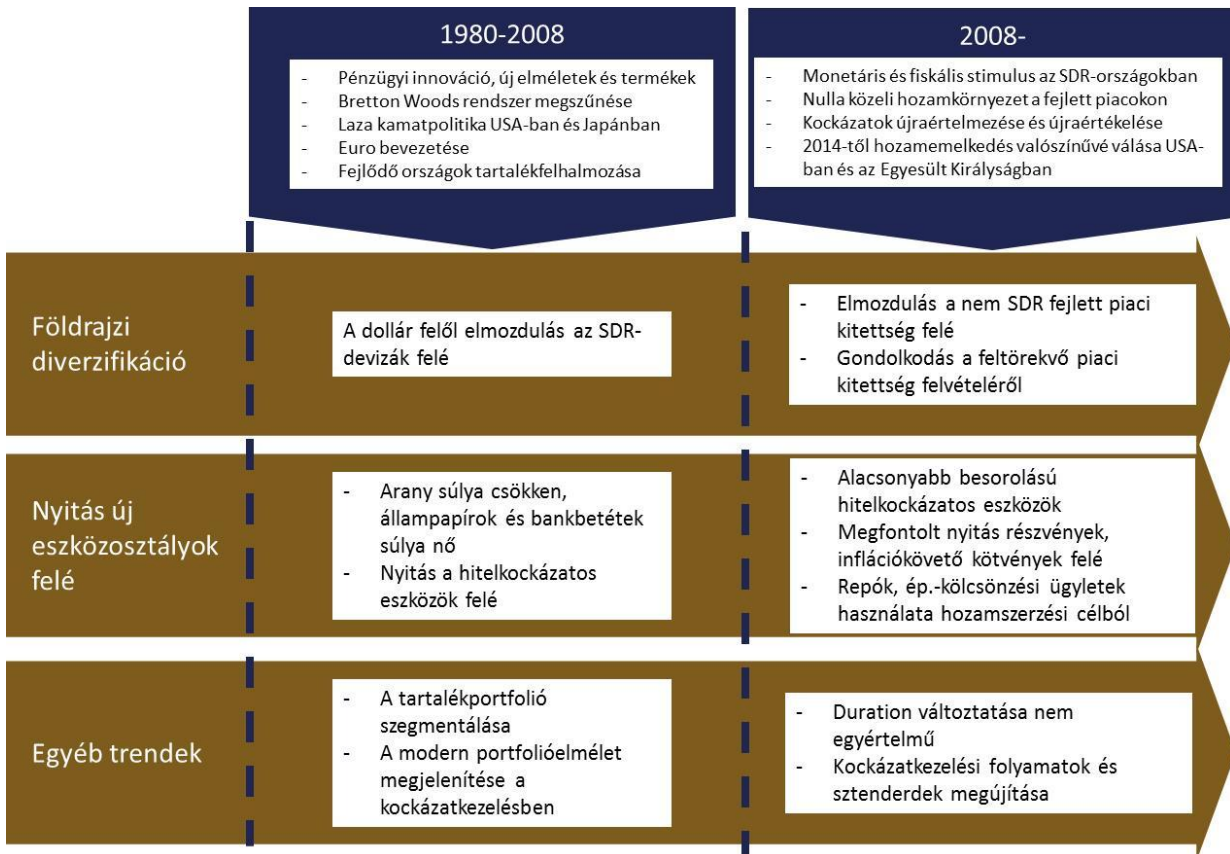 1980-2008
- Pénzügyi innováció, új elméletek és termékek
- Bretton Woods rendszer megszűnése
- Laza kamatpolitika USA-ban és Japánban
- Euro bevezetése
- Fejlődő országok tartalékfelhalmozása
2008-
- Monetáris és fiskális stimulus az SDR-országokban
- Nulla közeli hozamkörnyezet a fejlett piacokon
- Kockázatok újraértelmezése és újraértékelése
- 2014-től hozamemelkedés valószínűvé válása USA-
ban és az Egyesült Királyságban
Földrajzi
diverzifikáció
A dollár felől elmozdulás az SDR-
devizák felé
- Elmozdulás a nem SDR fejlett piaci
kitettség felé
- Gondolkodás a feltörekvő piaci
kitettség felvételéről
Nyitás új
eszközosztályok
felé
- Arany súlya csökken,
állampapírok és bankbetétek
súlya nő
- Nyitás a hitelkockázatos
eszközök felé
- Alacsonyabb besorolású
hitelkockázatos eszközök
- Megfontolt nyitás részvények,
inflációkövető kötvények felé
- Repók, ép.-kölcsönzési ügyletek
használata hozamszerzési célból
Egyéb trendek
- A tartalékportfolió
szegmentálása
- A modern portfolióelmélet
megjelenítése a
kockázatkezelésben
- Duration változtatása nem
egyértelmű
- Kockázatkezelési folyamatok és
sztenderdek megújítása